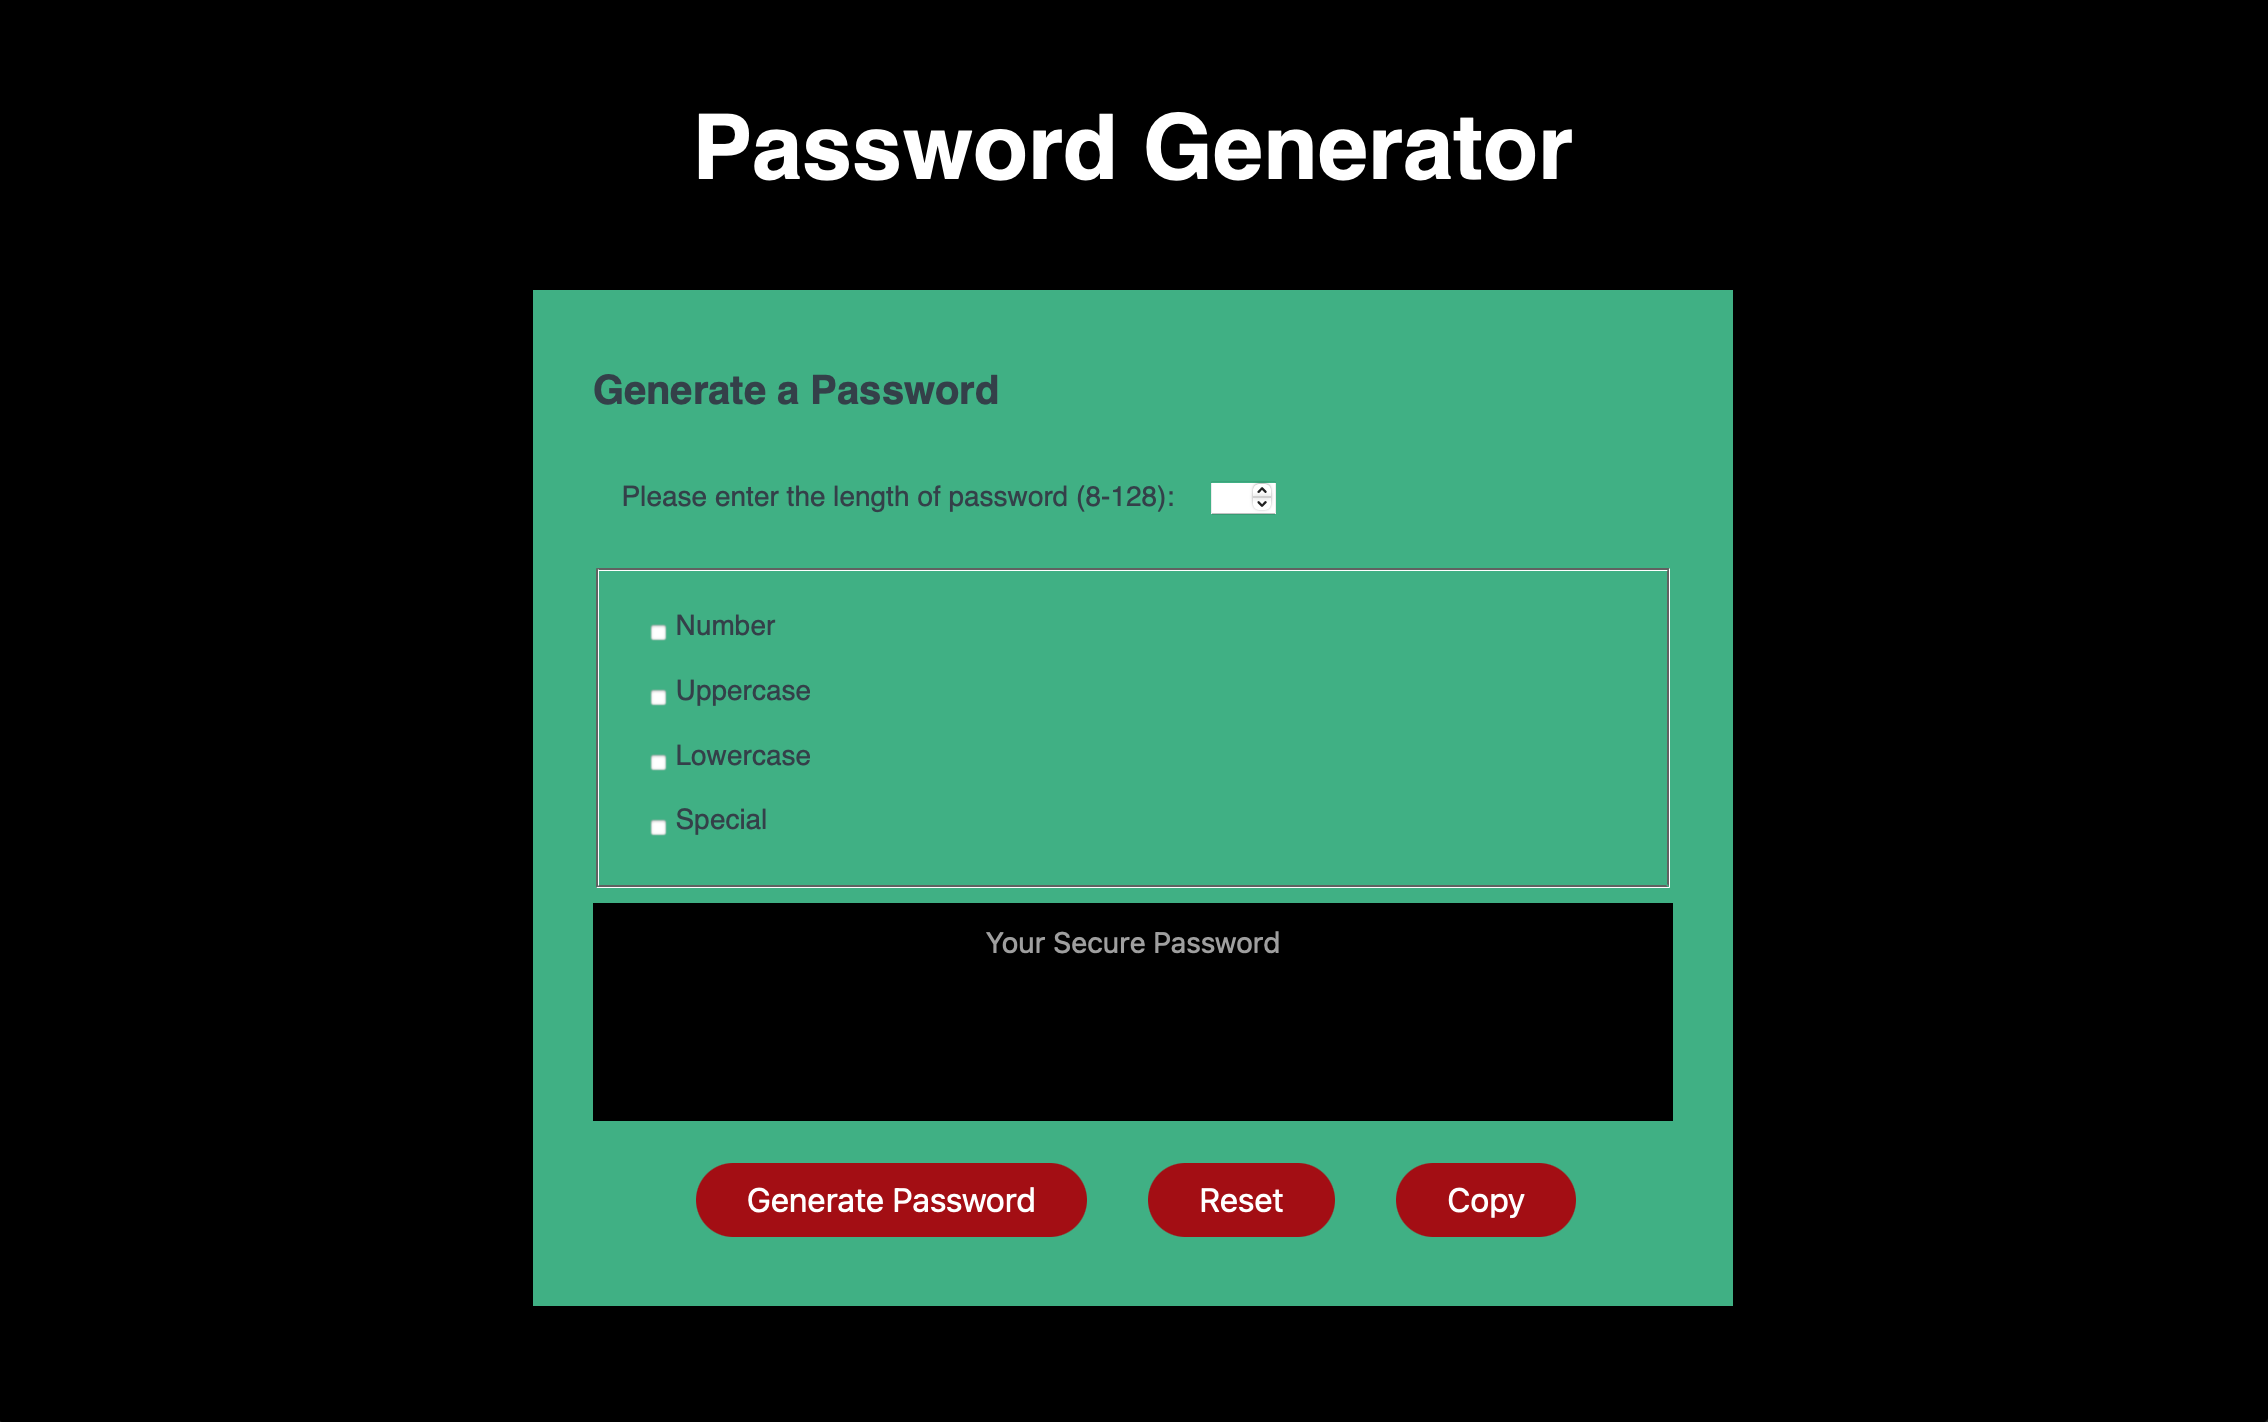 Password Generator
Generate a Password
Please enter the length of password (8-128):
Number
Uppercase
Lowercase
Special
Your Secure Password
Generate Password
Reset
Copy